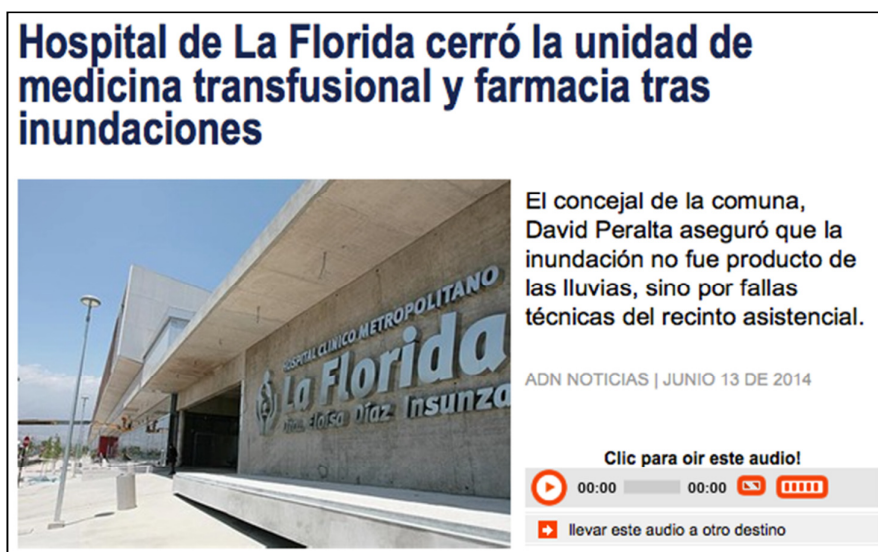 Hospital de La Florida cerró la unidad de
medicina transfusional y farmacia tras
inundaciones
HOSPITAL CLINICO METROPOLITANO
La Florida
Dra. Eloísa Díaz Insunza
El concejal de la comuna,
David Peralta aseguró que la
inundación no fue producto de
las lluvias, sino por fallas
técnicas del recinto asistencial.
ADN NOTICIAS | JUNIO 13 DE 2014
Clic para oir este audio!
00:00 00:00
llevar este audio a otro destino